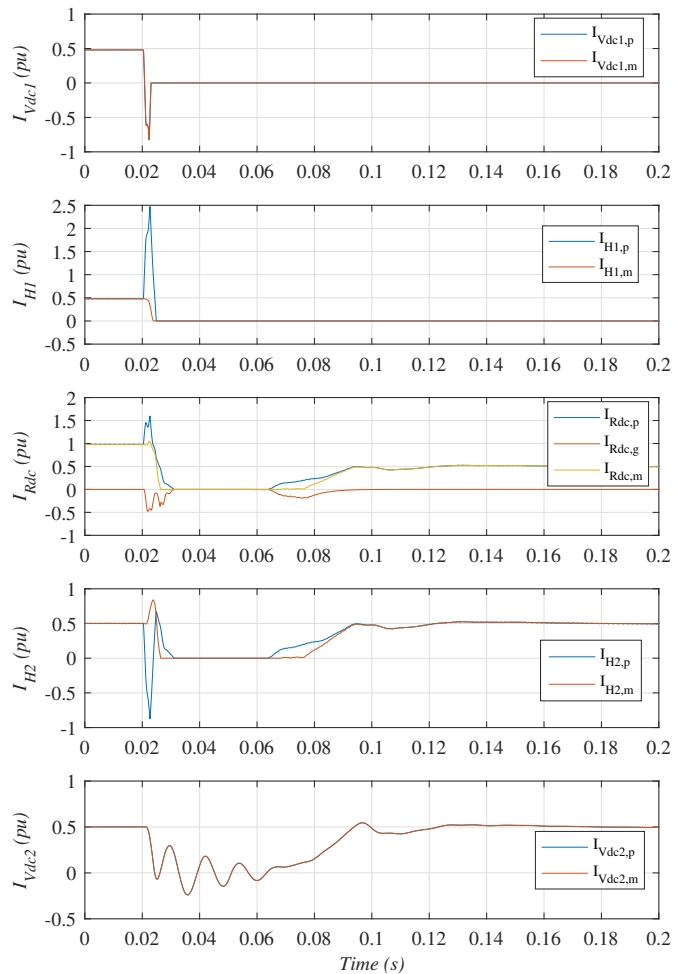 1
0.5
0
-0.5
-1
I_Vdc1 (pu)
I_Vdc1,p
I_Vdc1,m
0 0.02 0.04 0.06 0.08 0.1 0.12 0.14 0.16 0.18 0.2
2.5
2
1.5
1
0.5
0
-0.5
I_H1 (pu)
I_H1,p
I_H1,m
0 0.02 0.04 0.06 0.08 0.1 0.12 0.14 0.16 0.18 0.2
2
1.5
1
0.5
0
-0.5
-1
I_Rdc (pu)
I_Rdc,p
I_Rdc,g
I_Rdc,m
0 0.02 0.04 0.06 0.08 0.1 0.12 0.14 0.16 0.18 0.2
1
0.5
0
-0.5
-1
I_H2 (pu)
I_H2,p
I_H2,m
0 0.02 0.04 0.06 0.08 0.1 0.12 0.14 0.16 0.18 0.2
1
0.5
0
-0.5
I_Vdc2 (pu)
I_Vdc2,p
I_Vdc2,m
0 0.02 0.04 0.06 0.08 0.1 0.12 0.14 0.16 0.18 0.2
Time (s)